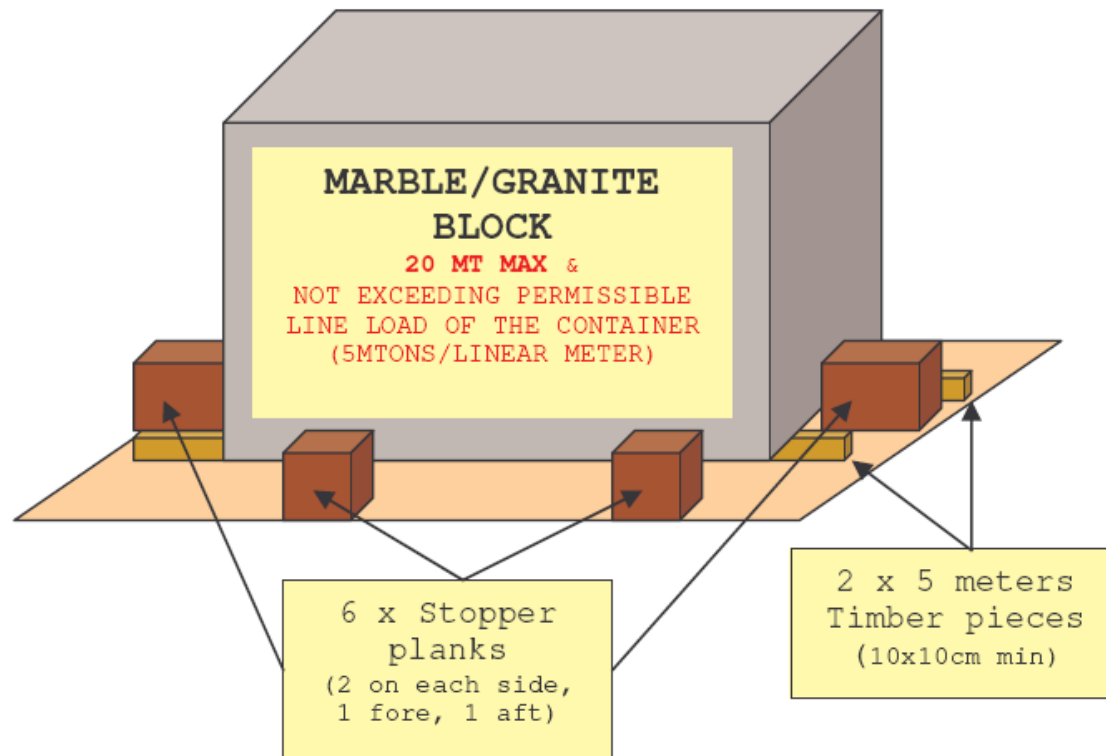 MARBLE/GRANITE
BLOCK
20 MT MAX &
NOT EXCEEDING PERMISSIBLE
LINE LOAD OF THE CONTAINER
(5MTONS/LINEAR METER)
6 x Stopper
planks
(2 on each side,
1 fore, 1 aft)
2 x 5 meters
Timber pieces
(10x10cm min)